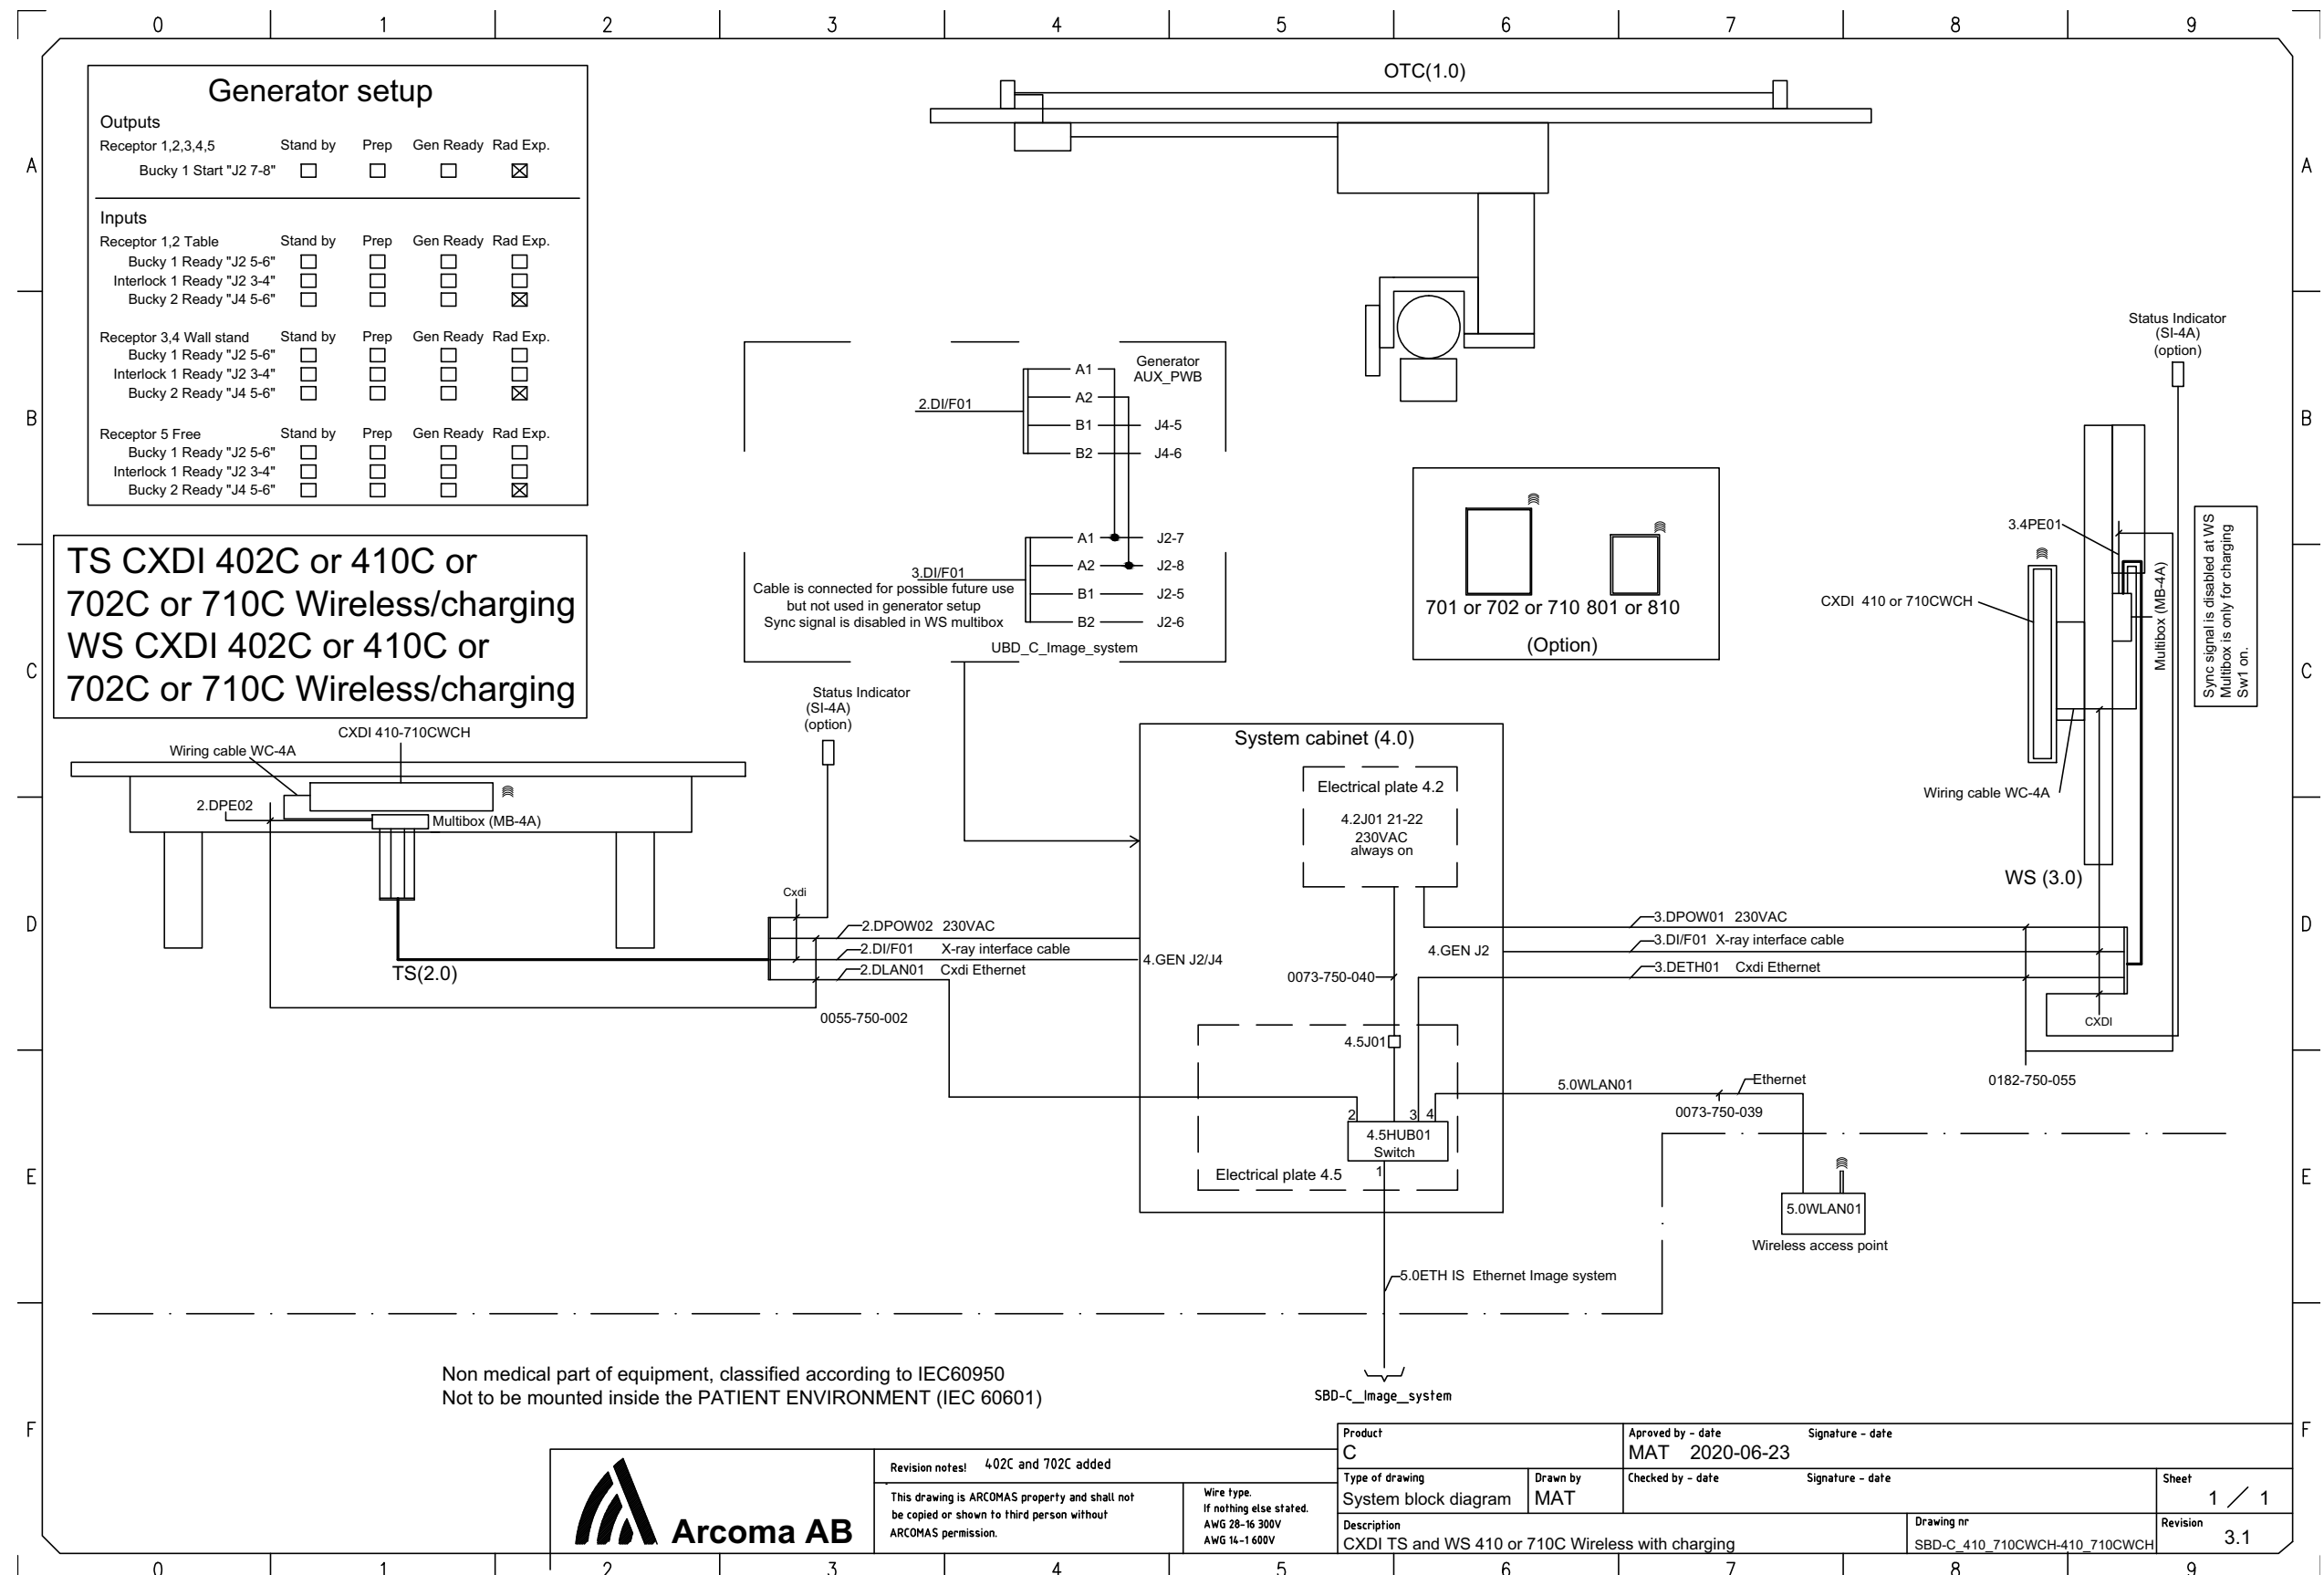 0 1 2 3 4 5 6 7 8 9
A A
B B
C C
D D
E E
F F
Generator setup
Outputs
Receptor 1,2,3,4,5 Stand by Prep Gen Ready Rad Exp.
Bucky 1 Start "J2 7-8"
Inputs
Receptor 1,2 Table Stand by Prep Gen Ready Rad Exp.
Bucky 1 Ready "J2 5-6"
Interlock 1 Ready "J2 3-4"
Bucky 2 Ready "J4 5-6"
Receptor 3,4 Wall stand Stand by Prep Gen Ready Rad Exp.
Bucky 1 Ready "J2 5-6"
Interlock 1 Ready "J2 3-4"
Bucky 2 Ready "J4 5-6"
Receptor 5 Free Stand by Prep Gen Ready Rad Exp.
Bucky 1 Ready "J2 5-6"
Interlock 1 Ready "J2 3-4"
Bucky 2 Ready "J4 5-6"
TS CXDI 402C or 410C or
702C or 710C Wireless/charging
WS CXDI 402C or 410C or
702C or 710C Wireless/charging
OTC(1.0)
Generator
AUX_PWB
2.DI/F01
A1
A2
B1 J4-5
B2 J4-6
3.DI/F01
A1 J2-7
A2 J2-8
B1 J2-5
B2 J2-6
Cable is connected for possible future use
but not used in generator setup
Sync signal is disabled in WS multibox
UBD_C_Image_system
701 or 702 or 710 801 or 810
(Option)
Status Indicator
(SI-4A)
(option)
3.4PE01
CXDI 410 or 710CWCH
Multibox (MB-4A)
Sync signal is disabled at WS
Multibox is only for charging
Sw1 on.
Wiring cable WC-4A
WS (3.0)
CXDI 410-710CWCH
Wiring cable WC-4A
2.DPE02
Multibox (MB-4A)
TS(2.0)
Status Indicator
(SI-4A)
(option)
Cxdi
2.DPOW02 230VAC
2.DI/F01 X-ray interface cable
2.DLAN01 Cxdi Ethernet
0055-750-002
4.GEN J2/J4
System cabinet (4.0)
Electrical plate 4.2
4.2J01 21-22
230VAC
always on
4.GEN J2
0073-750-040
4.5J01
2 3 4
4.5HUB01
Switch
1
Electrical plate 4.5
3.DPOW01 230VAC
3.DI/F01 X-ray interface cable
3.DETH01 Cxdi Ethernet
CXDI
0182-750-055
5.0WLAN01
Ethernet
0073-750-039
5.0WLAN01
Wireless access point
5.0ETH IS Ethernet Image system
SBD-C_Image_system
Non medical part of equipment, classified according to IEC60950
Not to be mounted inside the PATIENT ENVIRONMENT (IEC 60601)
Arcoma AB
Revision notes! 402C and 702C added
This drawing is ARCOMAS property and shall not
be copied or shown to third person without
ARCOMAS permission.
Wire type.
If nothing else stated.
AWG 28-16 300V
AWG 14-1 600V
Product
C
Aproved by - date Signature - date
MAT 2020-06-23
Type of drawing
System block diagram
Drawn by
MAT
Checked by - date Signature - date
Sheet
1 / 1
Description
CXDI TS and WS 410 or 710C Wireless with charging
Drawing nr
SBD-C_410_710CWCH-410_710CWCH
Revision
3.1
0 1 2 3 4 5 6 7 8 9